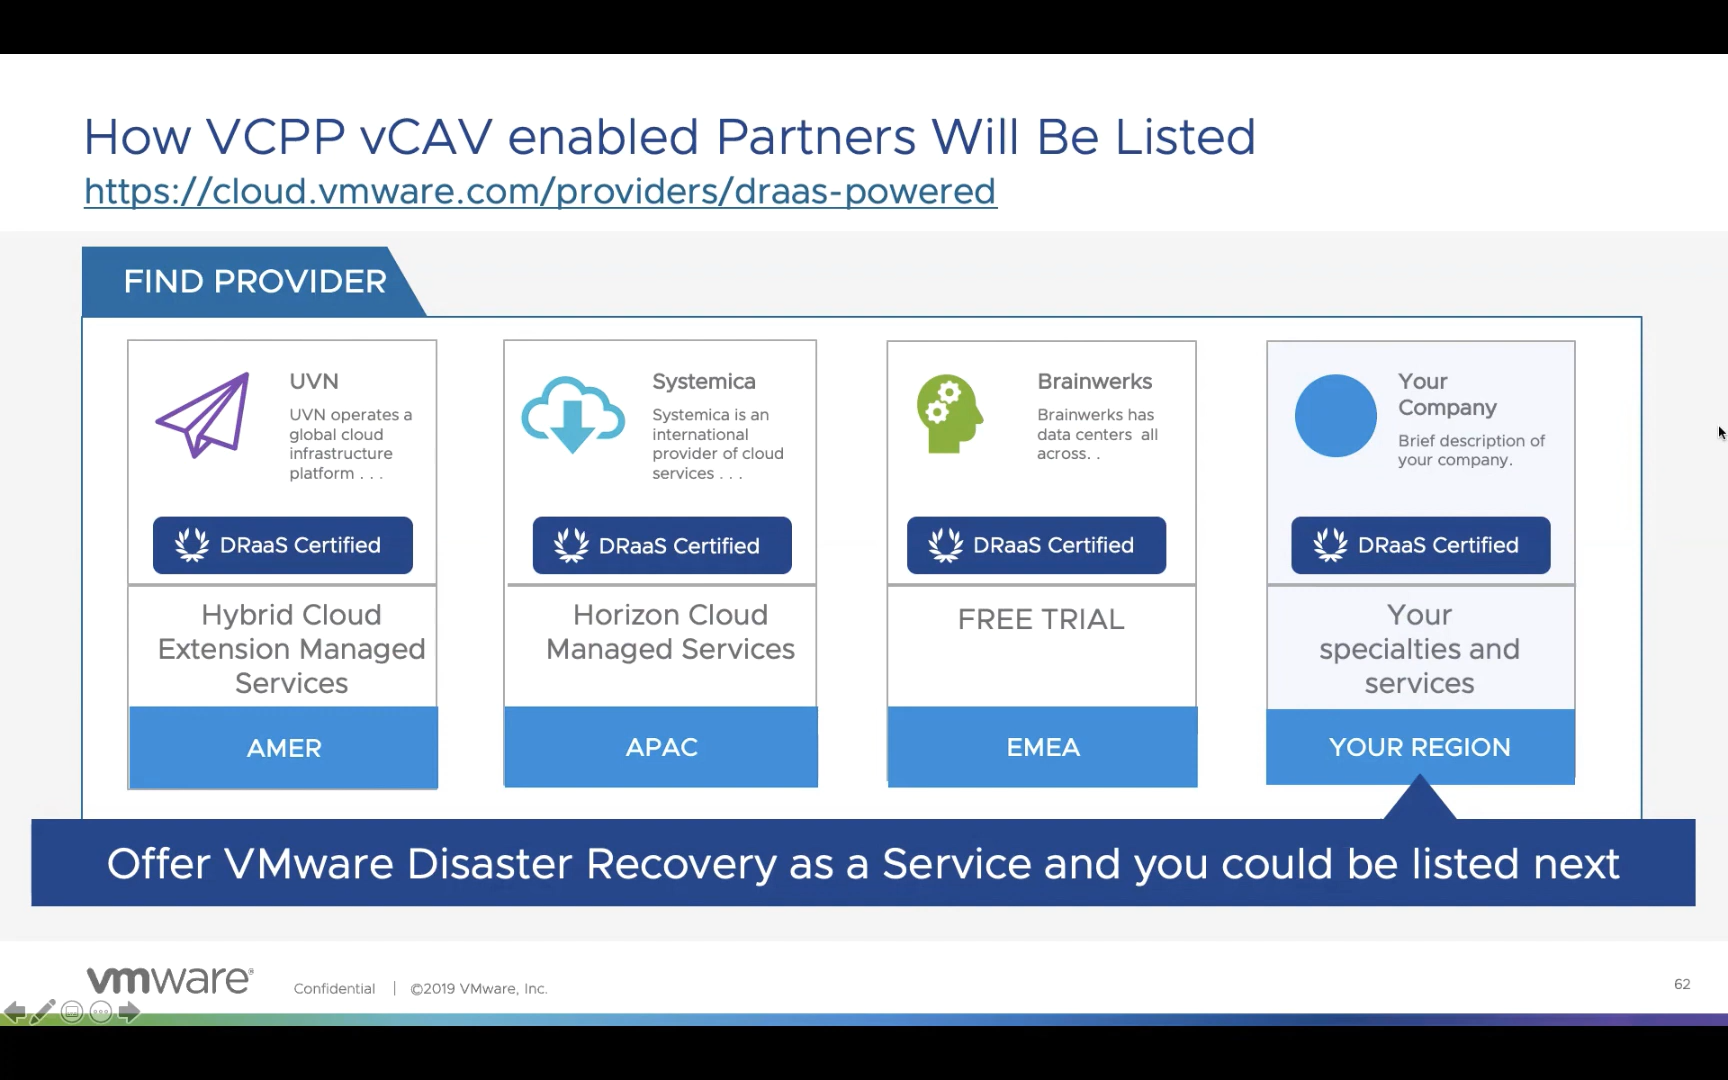 How VCPP vCAV enabled Partners Will Be Listed
https://cloud.vmware.com/providers/draas-powered
FIND PROVIDER
UVN
UVN operates a
global cloud
infrastructure
platform . . .
DRaaS Certified
Hybrid Cloud
Extension Managed
Services
AMER
Systemica
Systemica is an
international
provider of cloud
services . . .
DRaaS Certified
Horizon Cloud
Managed Services
APAC
Brainwerks
Brainwerks has
data centers all
across. .
DRaaS Certified
FREE TRIAL
EMEA
Your
Company
Brief description of
your company.
DRaaS Certified
Your
specialties and
services
YOUR REGION
Offer VMware Disaster Recovery as a Service and you could be listed next
vmware®
Confidential | ©2019 VMware, Inc.
62